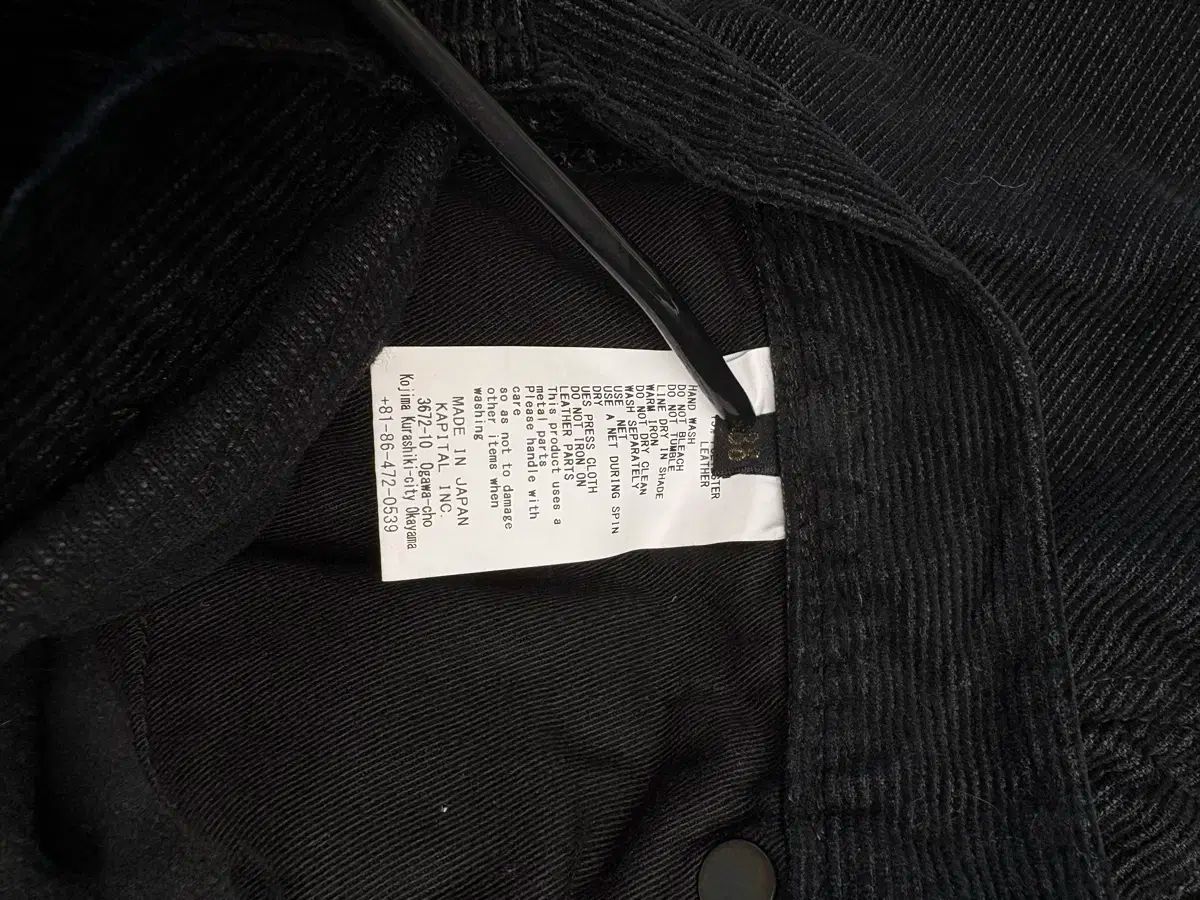 LEATHER
HAND WASH
DO NOT BLEACH
DO NOT TUMBLE
LINE DRY IN SHADE
WARM IRON
DO NOT DRY CLEAN
WASH SEPARATELY
USE NET
USE A NET DURING SPIN
DRY
UES PRESS CLOTH
DO NOT IRON ON
LEATHER PARTS
This product uses a
metal parts
Please handle with
care
so as not to damage
other items when
washing
MADE IN JAPAN
KAPITAL INC.
3672-10 Ogawa-cho
Kojima Kurashiki-city Okayama
+81-86-472-0539